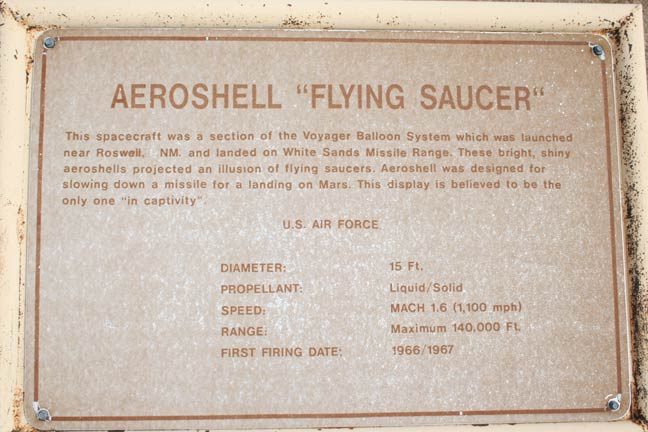 AEROSHELL "FLYING SAUCER"
This spacecraft was a section of the Voyager Balloon System which was launched
near Roswell, NM. and landed on White Sands Missile Range. These bright, shiny
aeroshells projected an illusion of flying saucers. Aeroshell was designed for
slowing down a missile for a landing on Mars. This display is believed to be the
only one "in captivity"
U.S. AIR FORCE
DIAMETER: 15 Ft.
PROPELLANT: Liquid/Solid
SPEED: MACH 1.6 (1,100 mph)
RANGE: Maximum 140,000 Ft.
FIRST FIRING DATE: 1966/1967